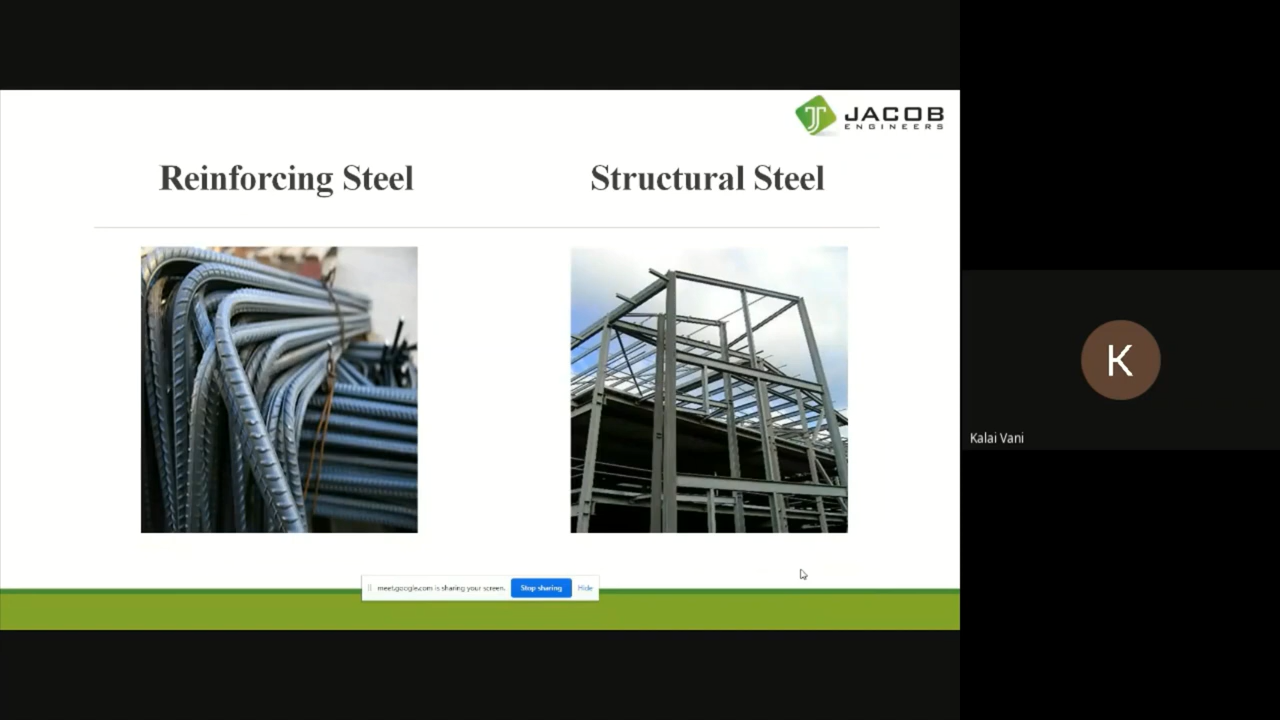 JACOB
ENGINEERS
Reinforcing Steel
Structural Steel
meet.google.com is sharing your screen.
Stop sharing
Hide
K
Kalai Vani